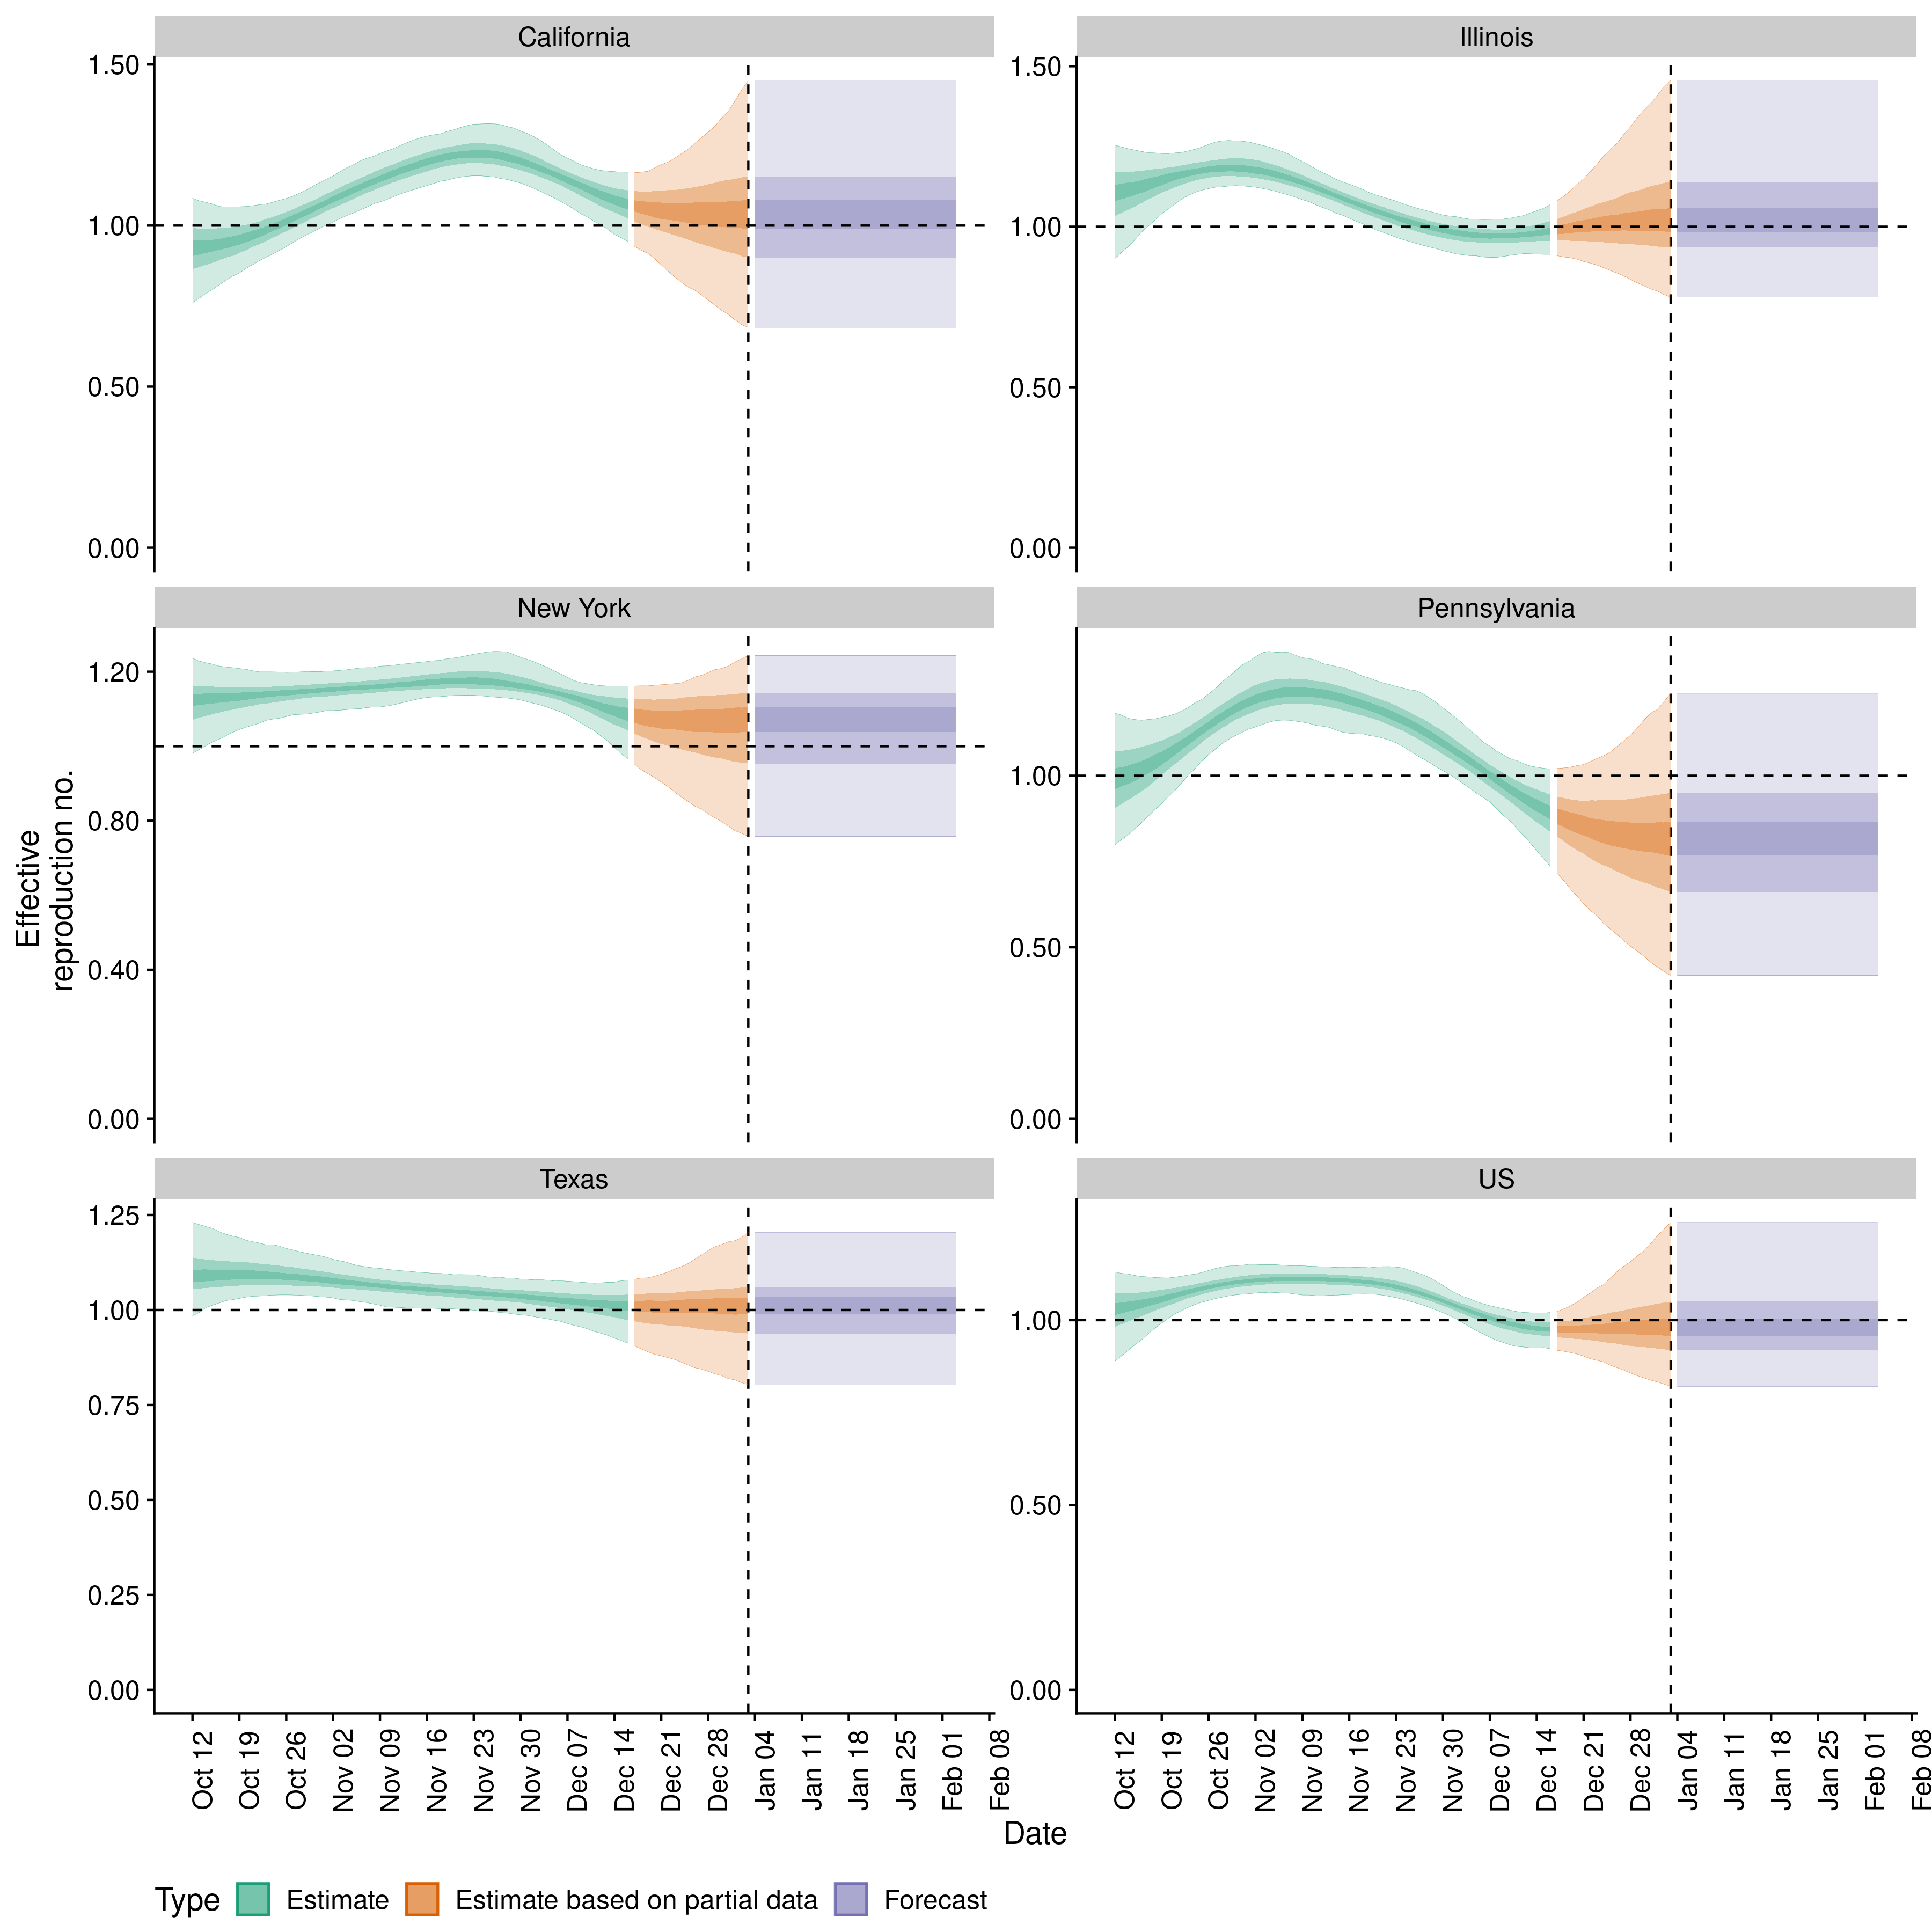 California
Illinois
1.50
1.00
0.50
0.00
1.50
1.00
0.50
0.00
New York
Pennsylvania
1.20
0.80
0.40
0.00
1.00
0.50
0.00
Texas
US
1.25
1.00
0.75
0.50
0.25
0.00
1.00
0.50
0.00
Effective
reproduction no.
Oct 12
Oct 19
Oct 26
Nov 02
Nov 09
Nov 16
Nov 23
Nov 30
Dec 07
Dec 14
Dec 21
Dec 28
Jan 04
Jan 11
Jan 18
Jan 25
Feb 01
Feb 08
Oct 12
Oct 19
Oct 26
Nov 02
Nov 09
Nov 16
Nov 23
Nov 30
Dec 07
Dec 14
Dec 21
Dec 28
Jan 04
Jan 11
Jan 18
Jan 25
Feb 01
Feb 08
Date
Type Estimate Estimate based on partial data Forecast